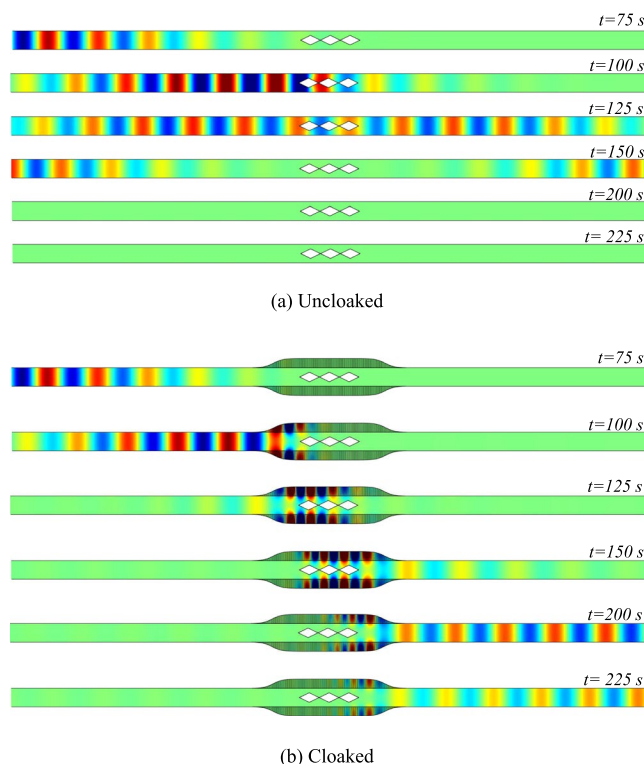 t=75 s
t=100 s
t=125 s
t=150 s
t=200 s
t= 225 s
(a) Uncloaked
t=75 s
t=100 s
t=125 s
t=150 s
t=200 s
t= 225 s
(b) Cloaked